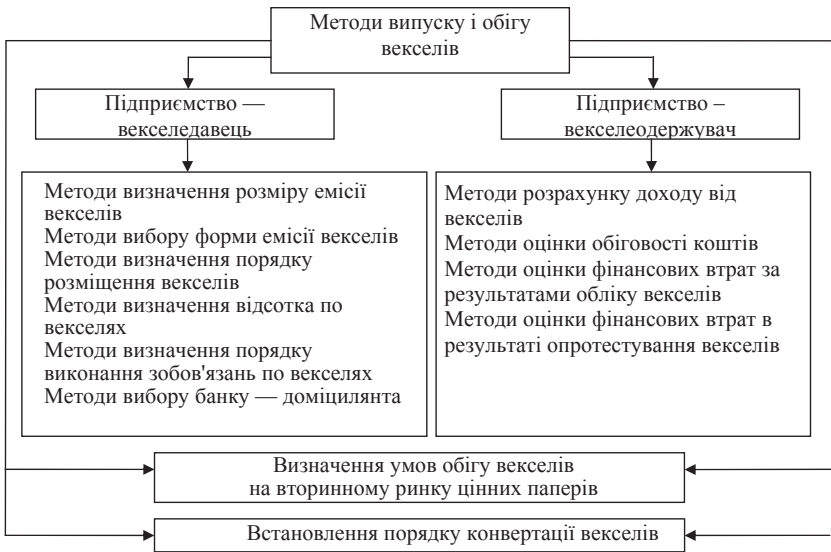 Методи випуску і обігу
векселів
Підприємство —
векселедавець
Підприємство –
векселеодержувач
Методи визначення розміру емісії
векселів
Методи вибору форми емісії векселів
Методи визначення порядку
розміщення векселів
Методи визначення відсотка по
векселях
Методи визначення порядку
виконання зобов'язань по векселях
Методи вибору банку — доміцилянта
Методи розрахунку доходу від
векселів
Методи оцінки обіговості коштів
Методи оцінки фінансових втрат за
результатами обліку векселів
Методи оцінки фінансових втрат в
результаті опротестування векселів
Визначення умов обігу векселів
на вторинному ринку цінних паперів
Встановлення порядку конвертації векселів